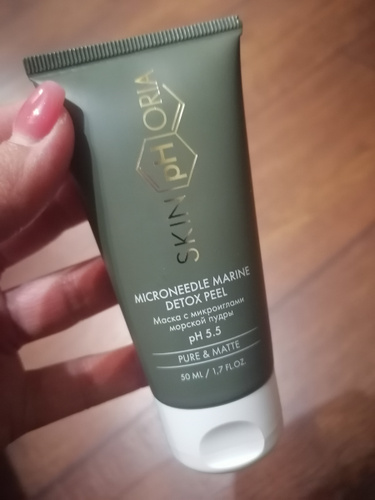 SKINpHORIA
MICRONEEDLE MARINE
DETOX PEEL
Маска с микроиглами
морской пудры
pH 5.5
PURE & MATTE
50 ML / 1,7 FL.OZ.